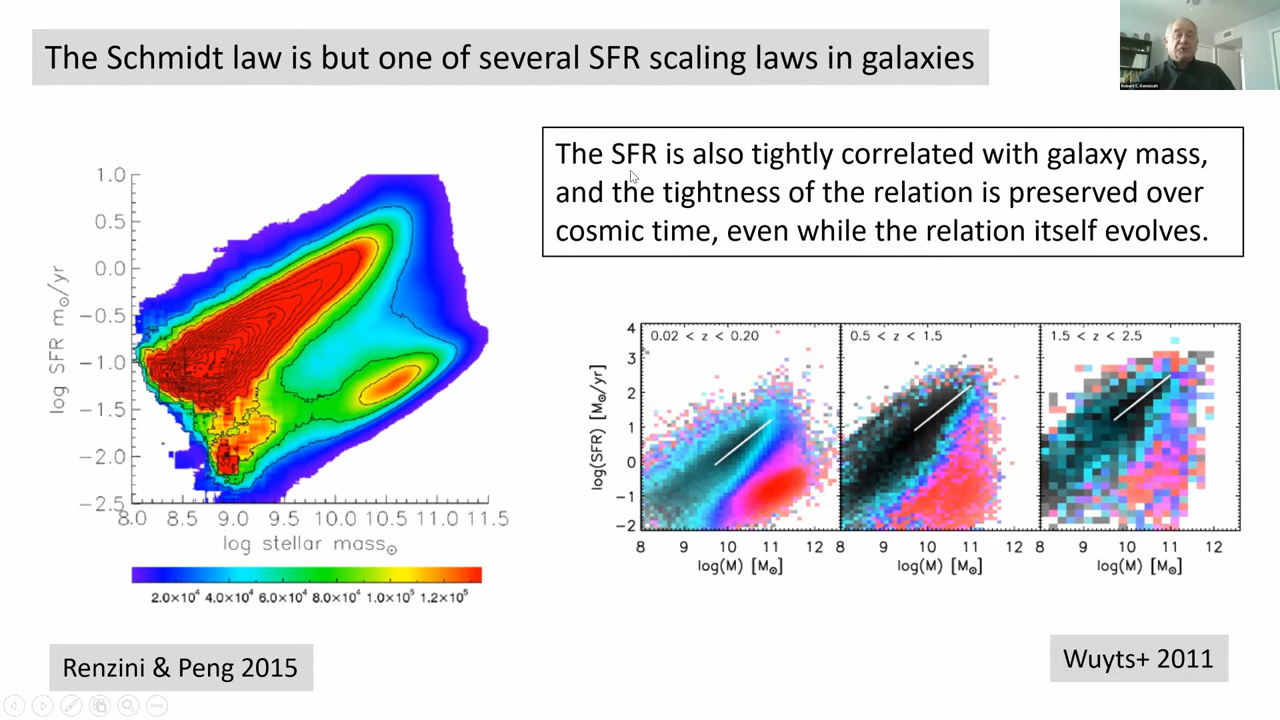 The Schmidt law is but one of several SFR scaling laws in galaxies
Robert C. Kennicutt
The SFR is also tightly correlated with galaxy mass,
and the tightness of the relation is preserved over
cosmic time, even while the relation itself evolves.
log SFR m⊙/yr
1.0
0.5
0.0
−0.5
−1.0
−1.5
−2.0
−2.5
8.0 8.5 9.0 9.5 10.0 10.5 11.0 11.5
log stellar mass⊙
2.0×10⁴ 4.0×10⁴ 6.0×10⁴ 8.0×10⁴ 1.0×10⁵ 1.2×10⁵
log(SFR) [M⊙/yr]
4
3
2
1
0
−1
−2
0.02 < z < 0.20
0.5 < z < 1.5
1.5 < z < 2.5
8 9 10 11 12 8 9 10 11 12 8 9 10 11 12
log(M) [M⊙] log(M) [M⊙] log(M) [M⊙]
Renzini & Peng 2015
Wuyts+ 2011